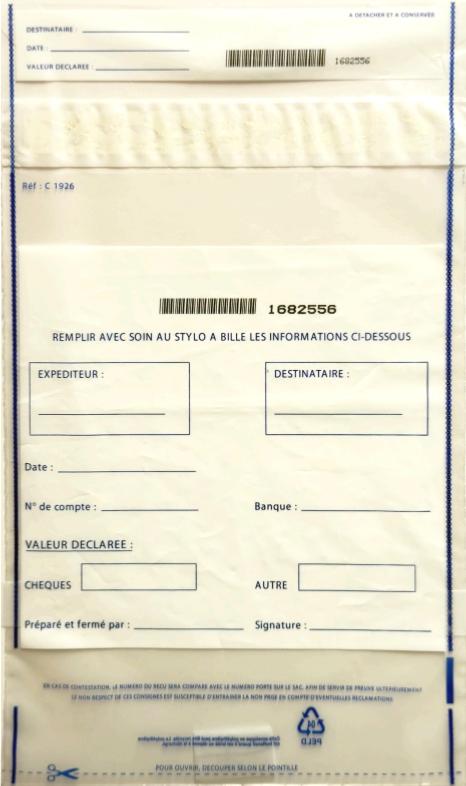 A DETACHER ET A CONSERVER
DESTINATAIRE :
DATE :
VALEUR DECLAREE :
1682556
Réf : C 1926
1682556
REMPLIR AVEC SOIN AU STYLO A BILLE LES INFORMATIONS CI-DESSOUS
EXPEDITEUR :
DESTINATAIRE :
Date :
N° de compte :
Banque :
VALEUR DECLAREE :
CHEQUES
AUTRE
Préparé et fermé par :
Signature :
EN CAS DE CONTESTATION, LE NUMERO DU RECU SERA COMPARE AVEC LE NUMERO PORTE SUR LE SAC, AFIN DE SERVIR DE PREUVE ULTERIEUREMENT
LE NON RESPECT DE CES CONSIGNES EST SUSCEPTIBLE D'ENTRAINER LA NON PRISE EN COMPTE D'EVENTUELLES RECLAMATIONS
04
PELD
POUR OUVRIR, DECOUPER SELON LE POINTILLE